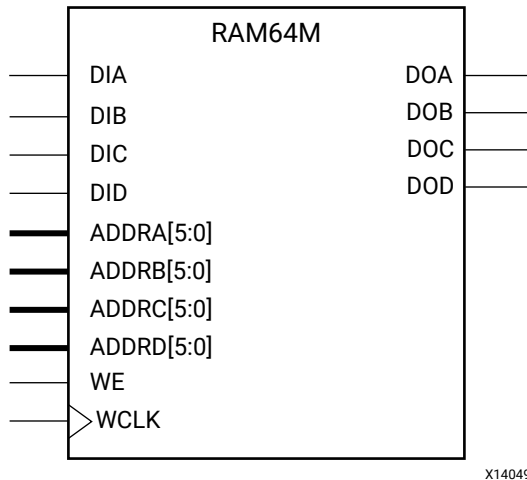 RAM64M
DIA
DIB
DIC
DID
ADDRA[5:0]
ADDRB[5:0]
ADDRC[5:0]
ADDRD[5:0]
WE
WCLK
DOA
DOB
DOC
DOD
X14049